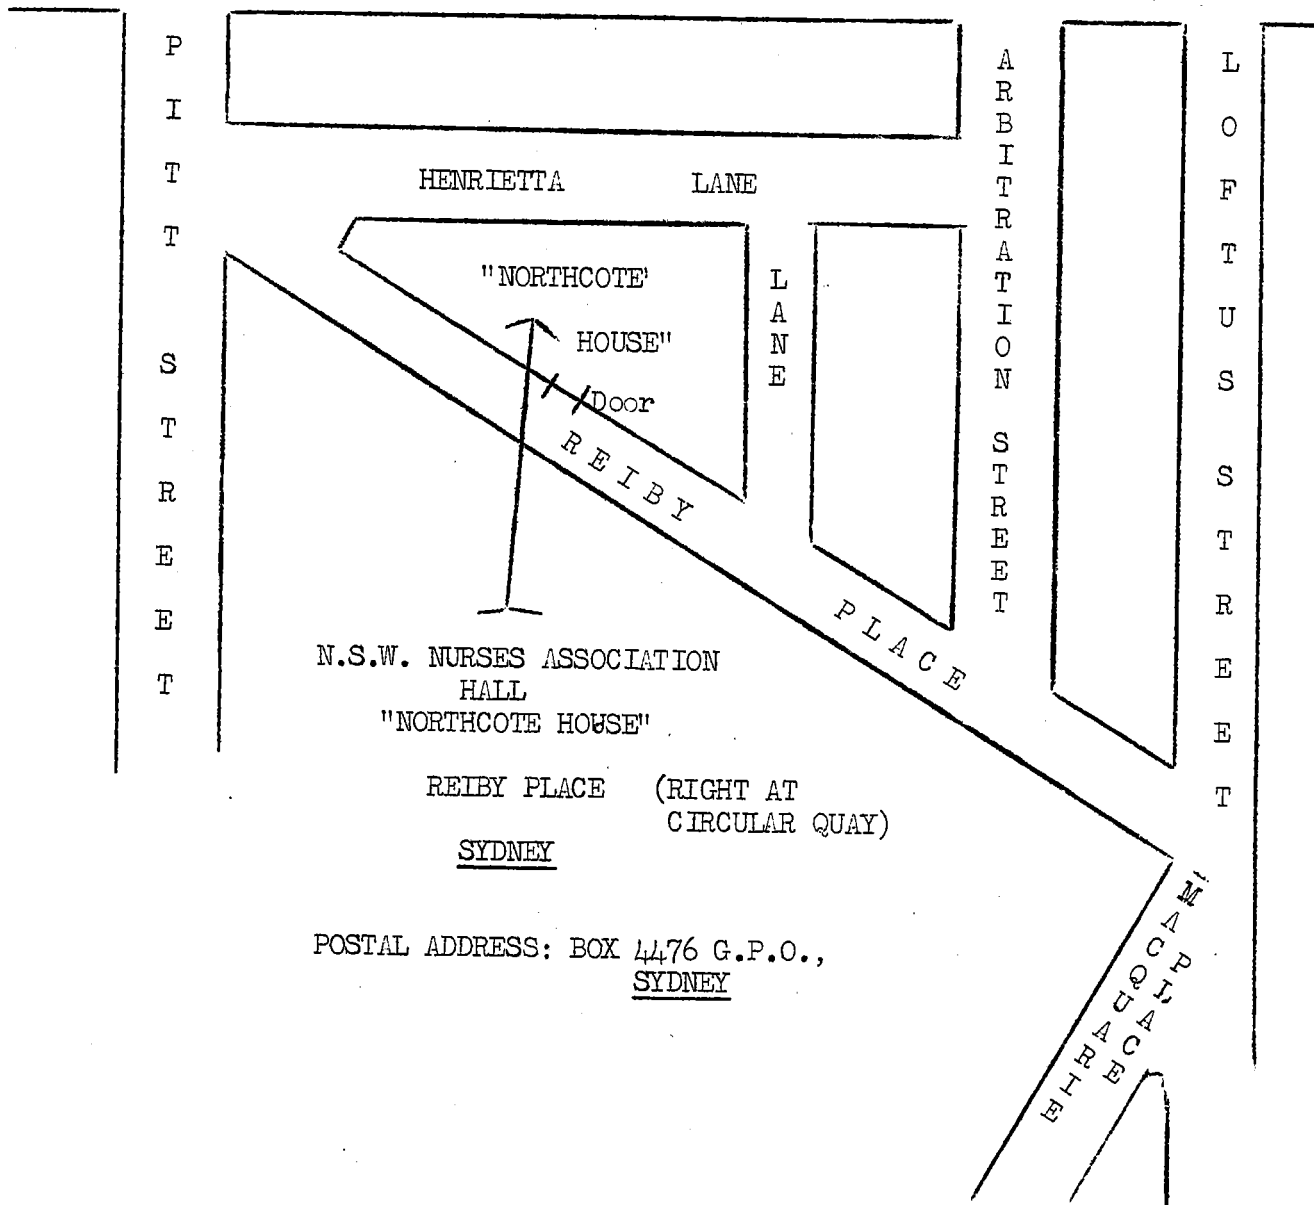 PITT STREET
HENRIETTA LANE
ARBITRATION STREET
LOFTUS STREET
LANE
"NORTHCOTE'
HOUSE"
Door
REIBY PLACE
N.S.W. NURSES ASSOCIATION
HALL
"NORTHCOTE HOUSE"
REIBY PLACE (RIGHT AT
CIRCULAR QUAY)
SYDNEY
POSTAL ADDRESS: BOX 4476 G.P.O.,
SYDNEY
MACQUARIE
PLACE